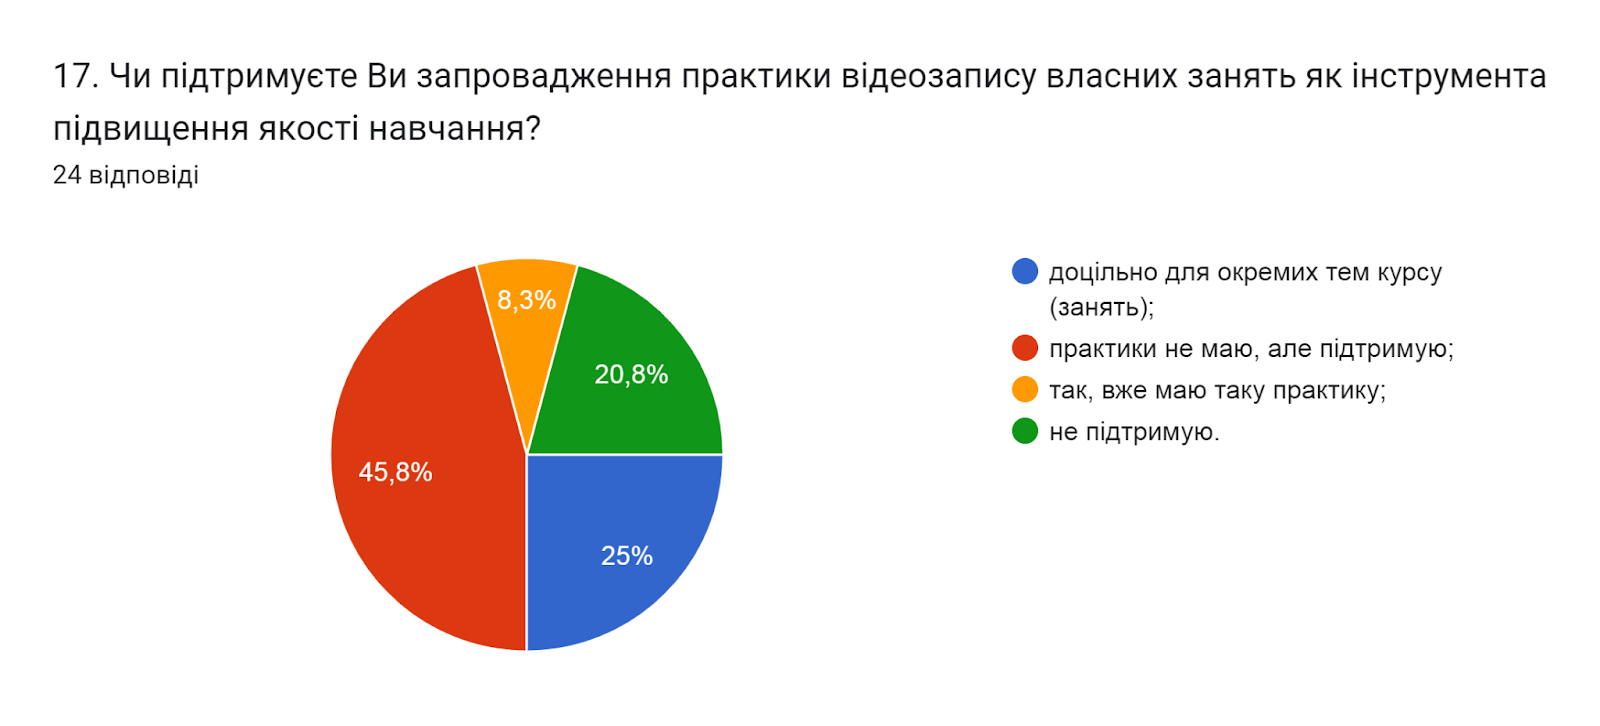 17. Чи підтримуєте Ви запровадження практики відеозапису власних занять як інструмента
підвищення якості навчання?
24 відповіді
доцільно для окремих тем курсу
(занять);
практики не маю, але підтримую;
так, вже маю таку практику;
не підтримую.
8,3%
20,8%
45,8%
25%